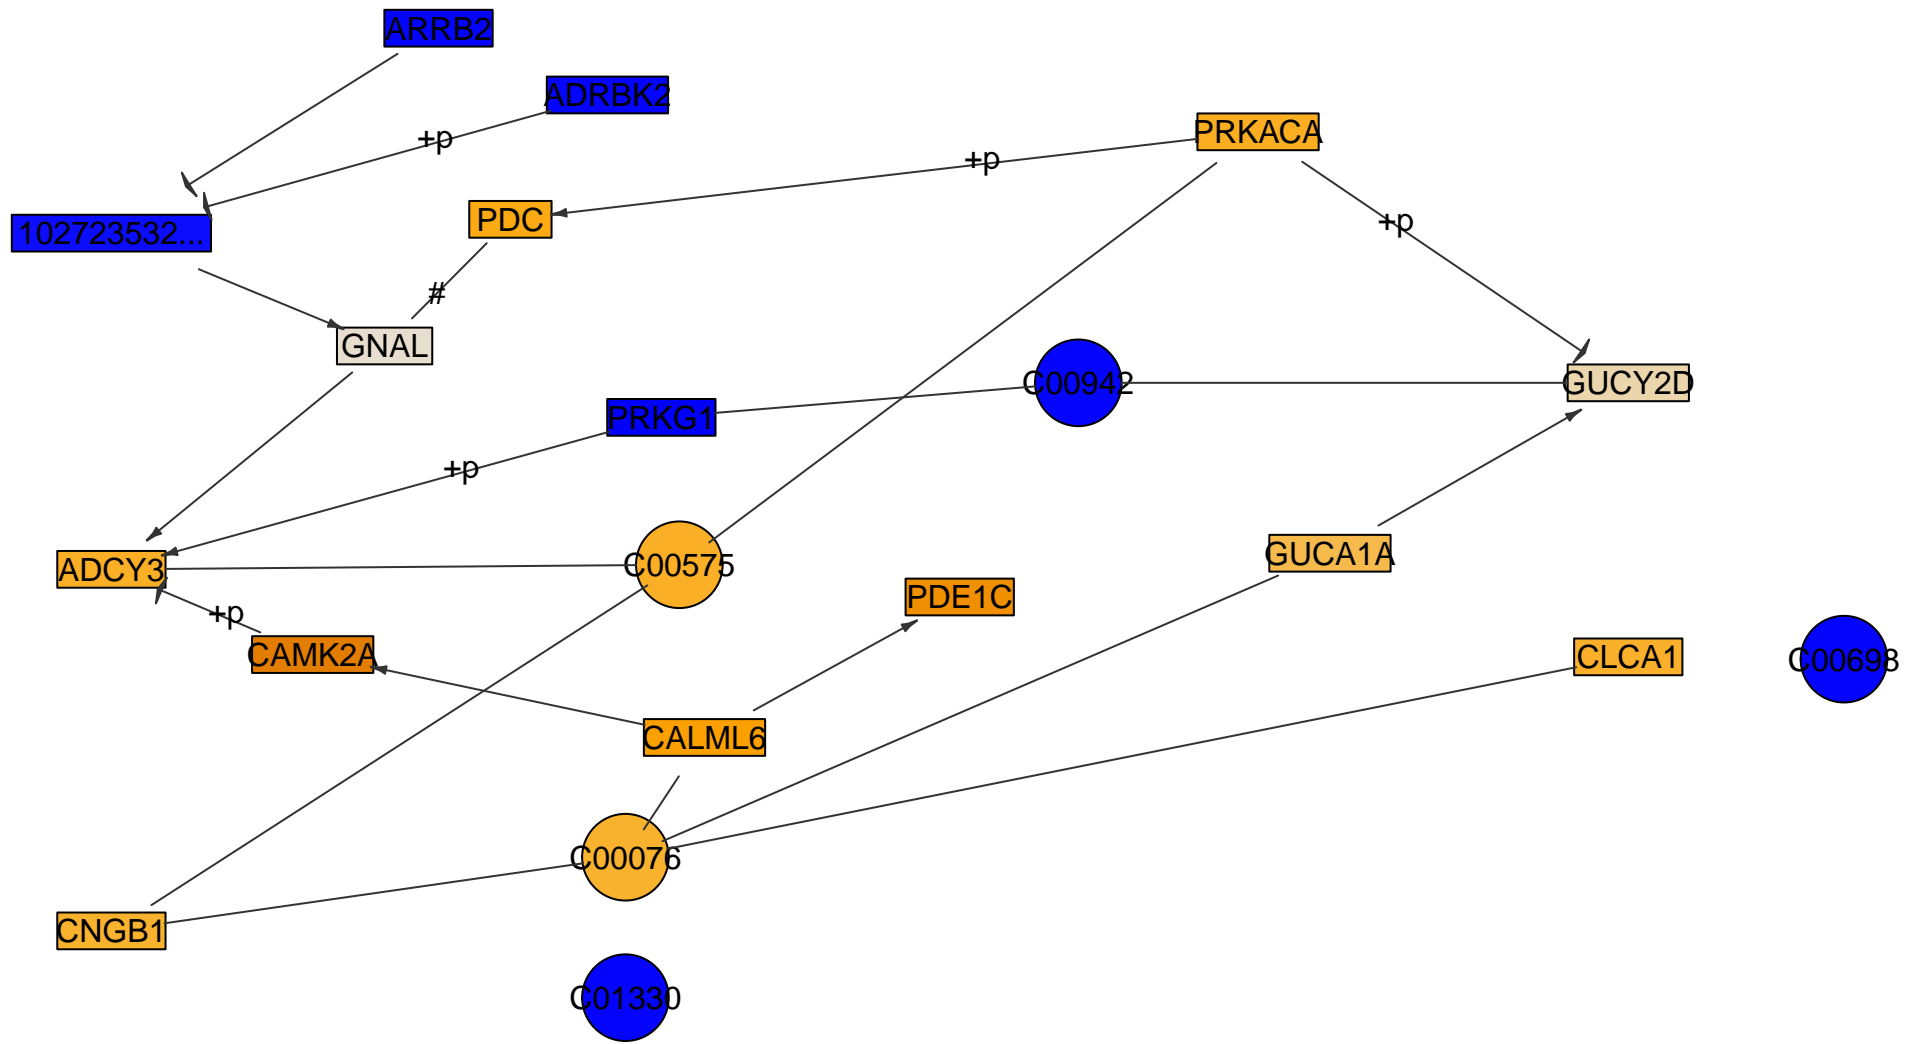 ARRB2
ADRBK2
+p
PRKACA
+p
PDC
102723532...
+p
#
GNAL
C00942
GUCY2D
PRKG1
+p
ADCY3
C00575
GUCA1A
PDE1C
+p
CAMK2A
CLCA1
C00698
CALML6
C00076
CNGB1
C01330